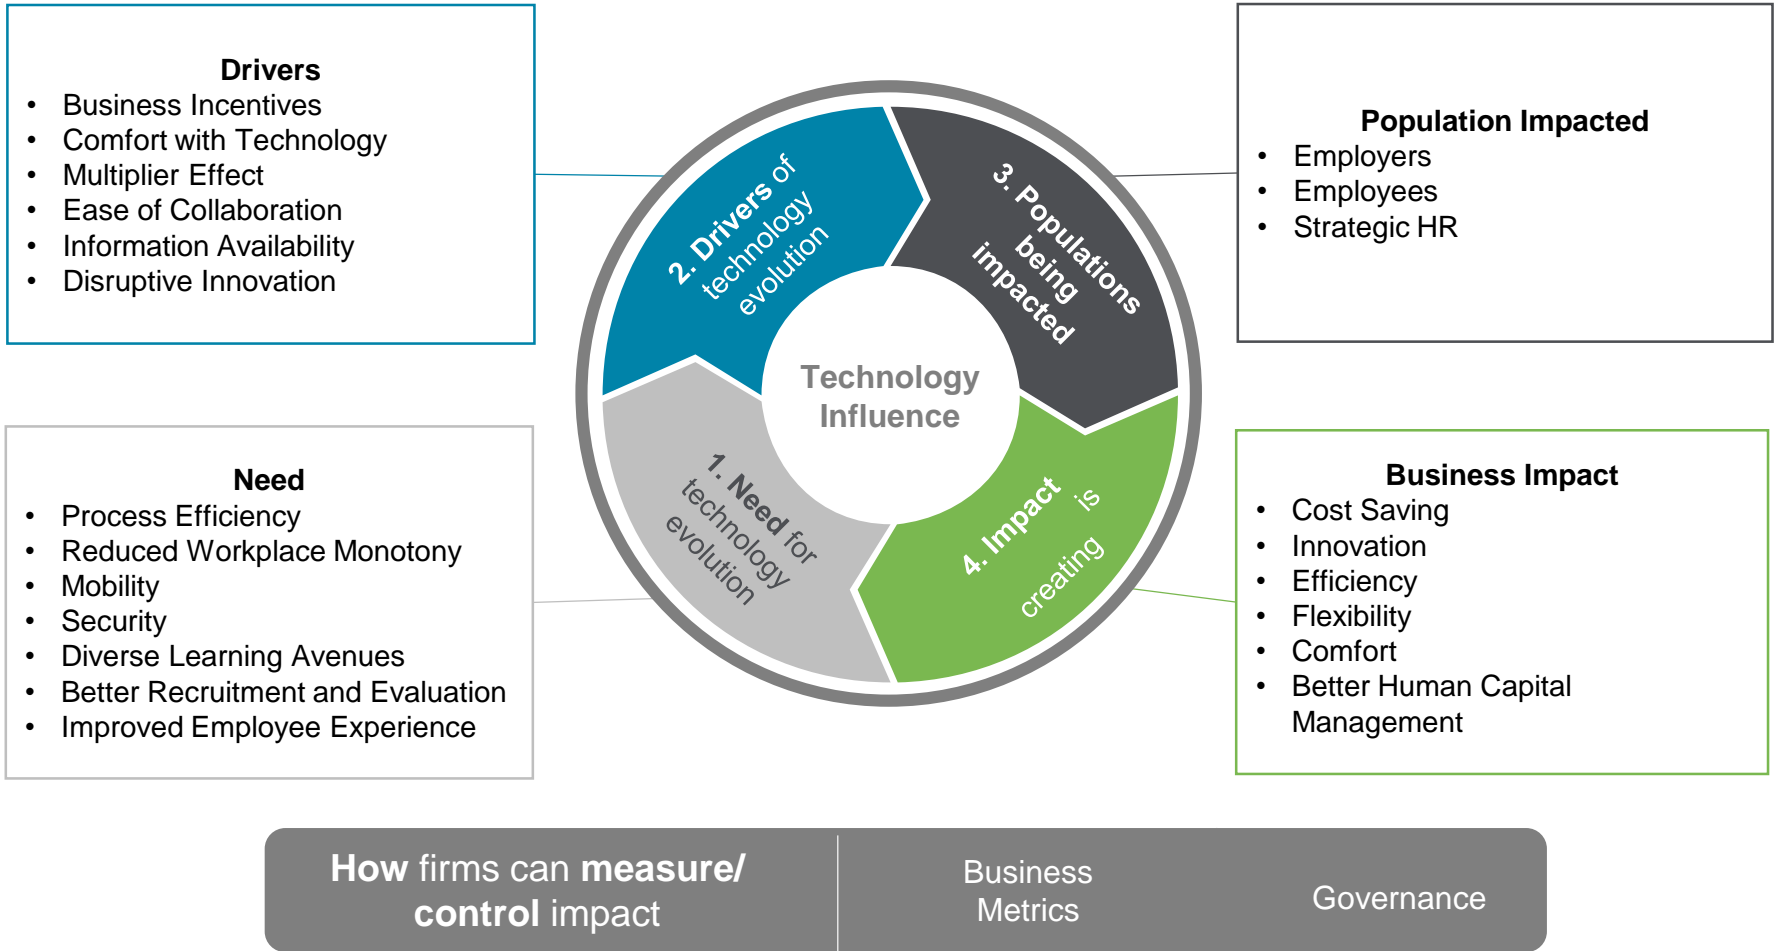 Drivers
• Business Incentives
• Comfort with Technology
• Multiplier Effect
• Ease of Collaboration
• Information Availability
• Disruptive Innovation
Population Impacted
• Employers
• Employees
• Strategic HR
2. Drivers of
technology
evolution
3. Populations
being
impacted
Technology
Influence
1. Need for
technology
evolution
4. Impact is
creating
Need
• Process Efficiency
• Reduced Workplace Monotony
• Mobility
• Security
• Diverse Learning Avenues
• Better Recruitment and Evaluation
• Improved Employee Experience
Business Impact
• Cost Saving
• Innovation
• Efficiency
• Flexibility
• Comfort
• Better Human Capital
Management
How firms can measure/
control impact
Business
Metrics
Governance